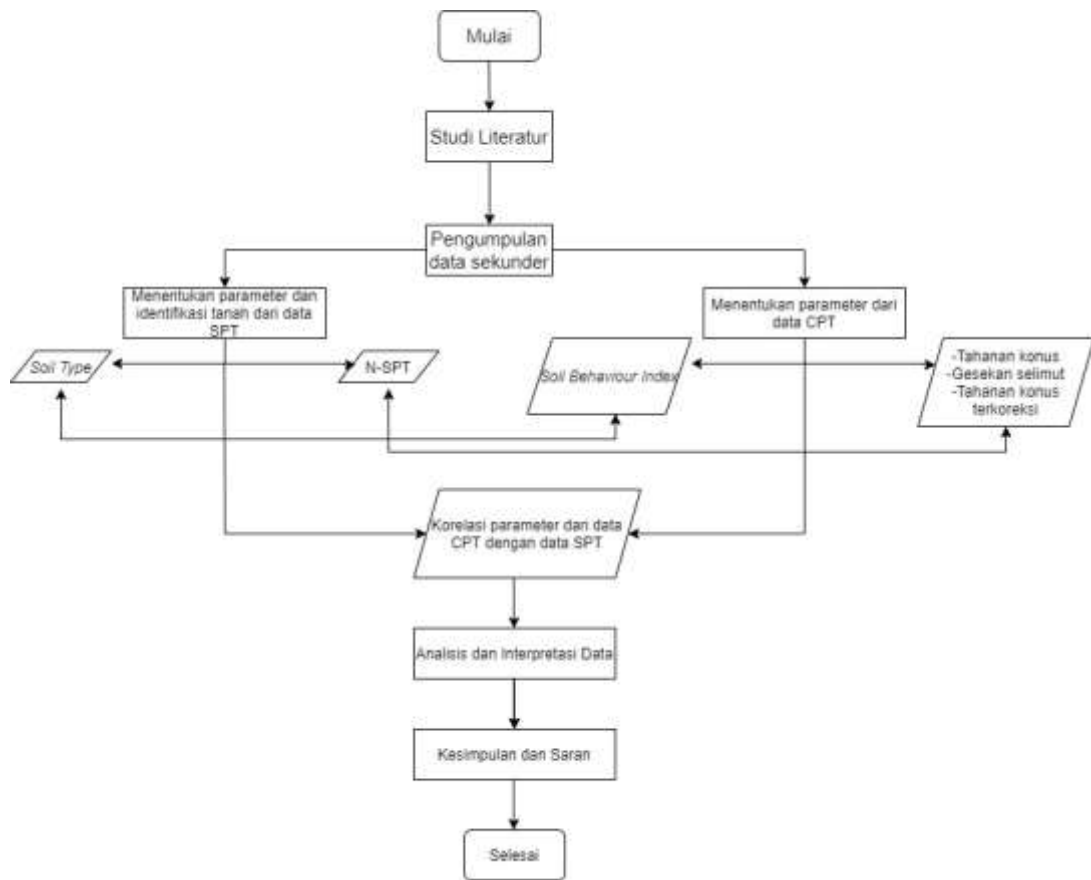 Mulai
Studi Literatur
Pengumpulan
data sekunder
Menentukan parameter dan
identifikasi tanah dari data
SPT
Menentukan parameter dari
data CPT
Soil Type
N-SPT
Soil Behaviour Index
-Tahanan konus
-Gesekan selimut
-Tahanan konus
terkoreksi
Korelasi parameter dari data
CPT dengan data SPT
Analisis dan Interpretasi Data
Kesimpulan dan Saran
Selesai